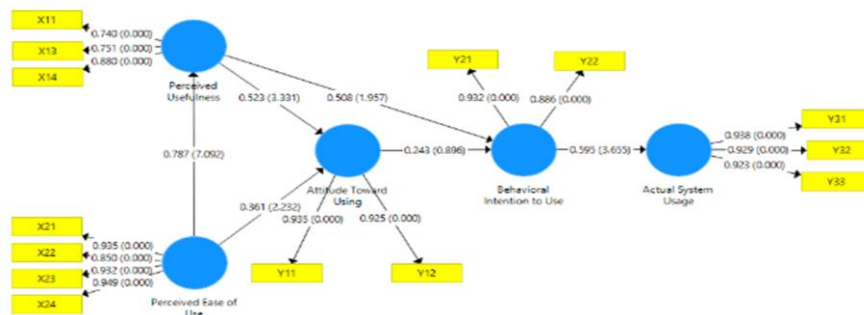 X11
X13
X14
0.740 (0.000)
0.751 (0.000)
0.880 (0.000)
Perceived
Usefulness
0.523 (3.331)
0.508 (1.957)
0.787 (7.092)
0.361 (2.232)
X21
X22
X23
X24
0.935 (0.000)
0.850 (0.000)
0.932 (0.000)
0.949 (0.000)
Perceived Ease of
Use
Attitude Toward
Using
0.935 (0.000)
0.925 (0.000)
Y11
Y12
0.243 (0.896)
Y21
Y22
0.932 (0.000)
0.886 (0.000)
Behavioral
Intention to Use
0.595 (3.655)
Actual System
Usage
0.938 (0.000)
0.929 (0.000)
0.923 (0.000)
Y31
Y32
Y33